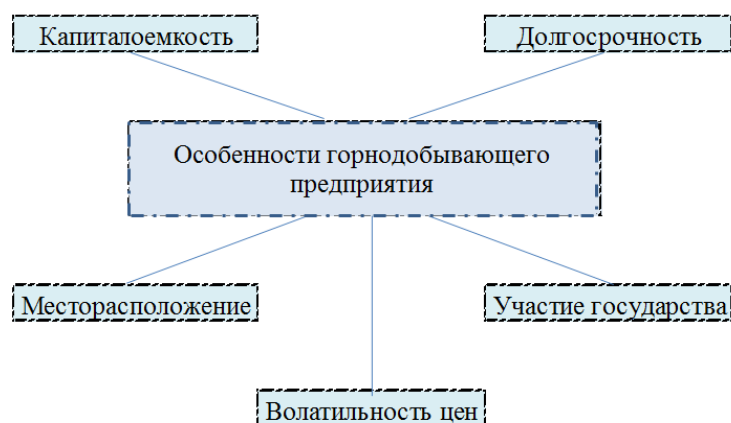 Капиталоемкость
Долгосрочность
Особенности горнодобывающего
предприятия
Месторасположение
Участие государства
Волатильность цен